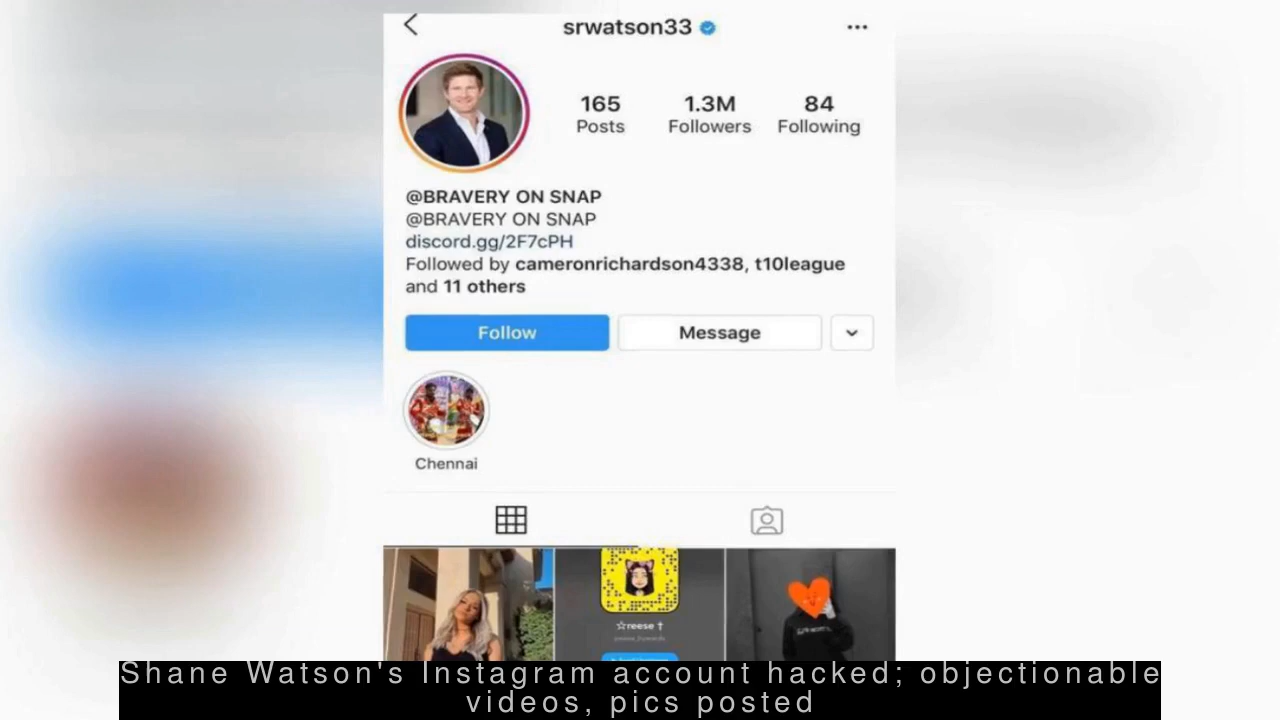 srwatson33
165 1.3M 84
Posts Followers Following
@BRAVERY ON SNAP
@BRAVERY ON SNAP
discord.gg/2F7cPH
Followed by cameronrichardson4338, t10league
and 11 others
Follow Message
Chennai
☆reese †
Shane Watson's Instagram account hacked; objectionable
videos, pics posted